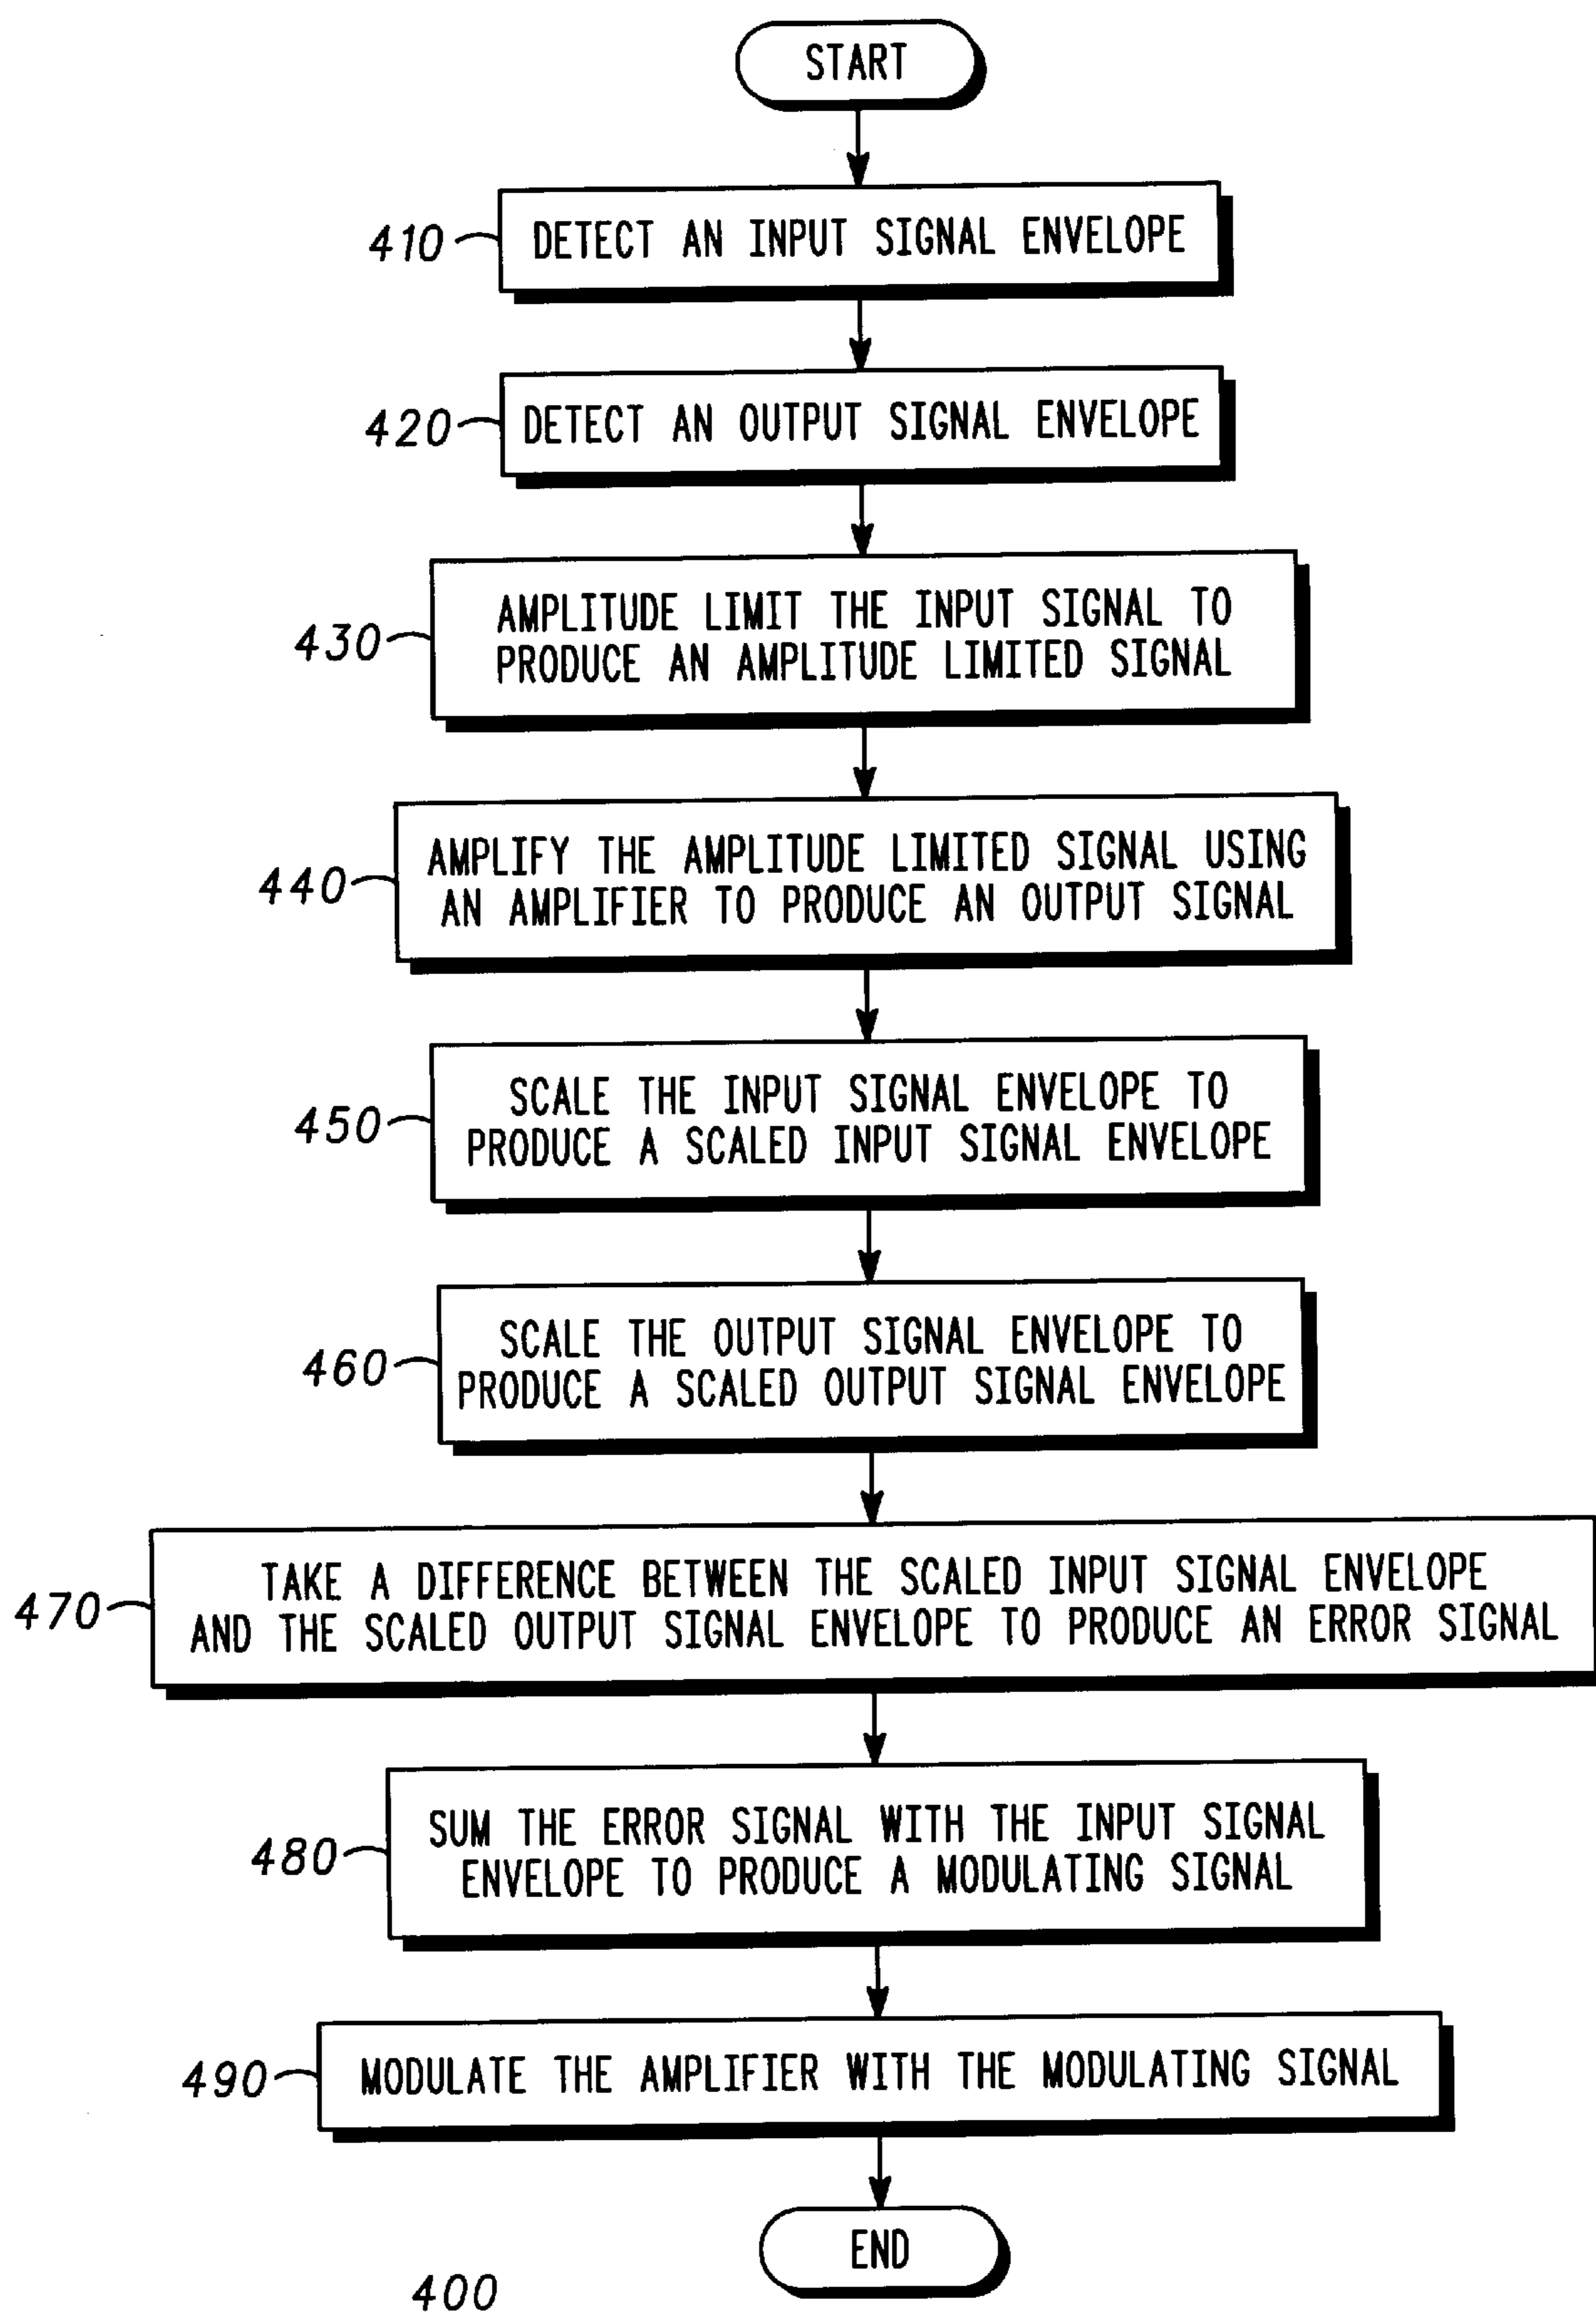 START
410
DETECT AN INPUT SIGNAL ENVELOPE
420
DETECT AN OUTPUT SIGNAL ENVELOPE
430
AMPLITUDE LIMIT THE INPUT SIGNAL TO
PRODUCE AN AMPLITUDE LIMITED SIGNAL
440
AMPLIFY THE AMPLITUDE LIMITED SIGNAL USING
AN AMPLIFIER TO PRODUCE AN OUTPUT SIGNAL
450
SCALE THE INPUT SIGNAL ENVELOPE TO
PRODUCE A SCALED INPUT SIGNAL ENVELOPE
460
SCALE THE OUTPUT SIGNAL ENVELOPE TO
PRODUCE A SCALED OUTPUT SIGNAL ENVELOPE
470
TAKE A DIFFERENCE BETWEEN THE SCALED INPUT SIGNAL ENVELOPE
AND THE SCALED OUTPUT SIGNAL ENVELOPE TO PRODUCE AN ERROR SIGNAL
480
SUM THE ERROR SIGNAL WITH THE INPUT SIGNAL
ENVELOPE TO PRODUCE A MODULATING SIGNAL
490
MODULATE THE AMPLIFIER WITH THE MODULATING SIGNAL
END
400